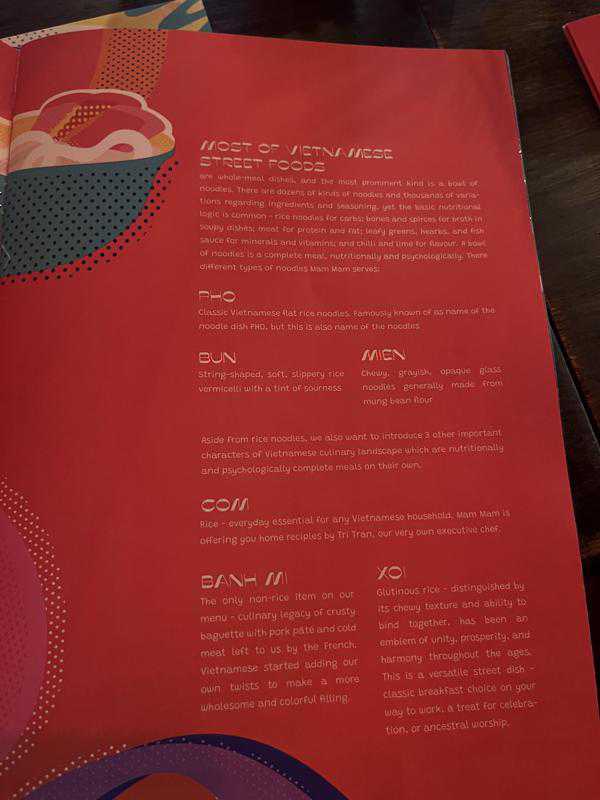 MOST OF VIETNAMESE
STREET FOODS
are whole-meal dishes, and the most prominent kind is a bowl of
noodles. There are dozens of kinds of noodles and thousands of varia-
tions regarding ingredients and seasoning, yet the basic nutritional
logic is common - rice noodles for carbs; bones and spirces for broth in
soupy dishes; meat for protein and fat; leafy greens, hearbs, and fish
sauce for minerals and vitamins; and chilli and lime for flavour. A bowl
of noodles is a complete meal, nutritionally and psychologically. There
different types of noodles Mam Mam serves:
PHO
Classic Vietnamese flat rice noodles. Famously known of as name of the
noodle dish PHO, but this is also name of the noodles
BUN
String-shaped, soft, slippery rice
vermicelli with a tint of sourness
MIEN
Chewy, grayish, opaque glass
noodles generally made from
mung bean flour
Aside from rice noodles, we also want to introduce 3 other important
characters of Vietnamese culinary landscape which are nutritionally
and psychologically complete meals on their own.
COM
Rice - everyday essential for any Vietnamese household. Mam Mam is
offering you home reciples by Tri Tran, our very own executive chef.
BANH MI
The only non-rice item on our
menu - culinary legacy of crusty
baguette with pork pâté and cold
meat left to us by the French.
Vietnamese started adding our
own twists to make a more
wholesome and colorful filling.
XOI
Glutinous rice - distinguished by
its chewy texture and ability to
bind together, has been an
emblem of unity, prosperity, and
harmony throughout the ages.
This is a versatile street dish -
classic breakfast choice on your
way to work, a treat for celebra-
tion, or ancestral worship.